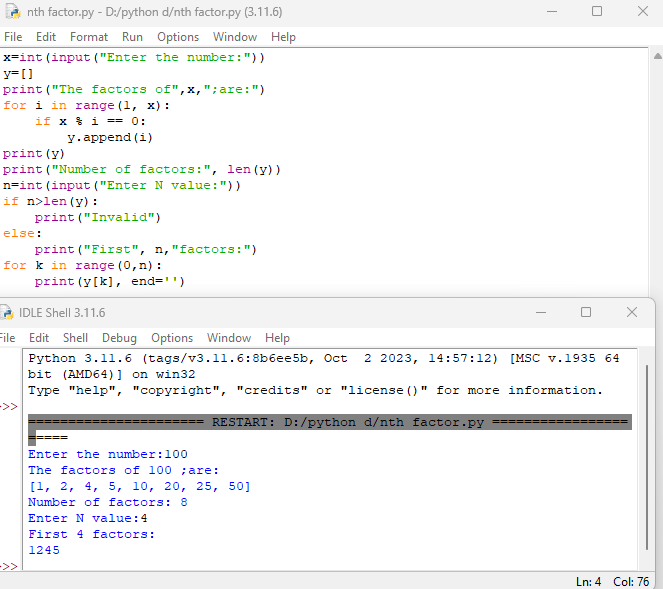 nth factor.py - D:/python d/nth factor.py (3.11.6)
File Edit Format Run Options Window Help
x=int(input("Enter the number:"))
y=[]
print("The factors of",x,";are:")
for i in range(1, x):
    if x % i == 0:
        y.append(i)
print(y)
print("Number of factors:", len(y))
n=int(input("Enter N value:"))
if n>len(y):
    print("Invalid")
else:
    print("First", n,"factors:")
for k in range(0,n):
    print(y[k], end='')
IDLE Shell 3.11.6
File Edit Shell Debug Options Window Help
Python 3.11.6 (tags/v3.11.6:8b6ee5b, Oct  2 2023, 14:57:12) [MSC v.1935 64
bit (AMD64)] on win32
Type "help", "copyright", "credits" or "license()" for more information.
>>>
====================== RESTART: D:/python d/nth factor.py =================
=====
Enter the number:100
The factors of 100 ;are:
[1, 2, 4, 5, 10, 20, 25, 50]
Number of factors: 8
Enter N value:4
First 4 factors:
1245
>>>
Ln: 4 Col: 76